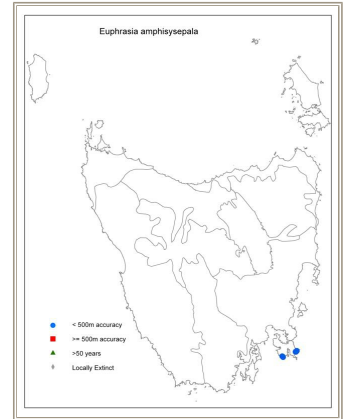 Euphrasia amphisysepala
< 500m accuracy
>= 500m accuracy
>50 years
Locally Extinct